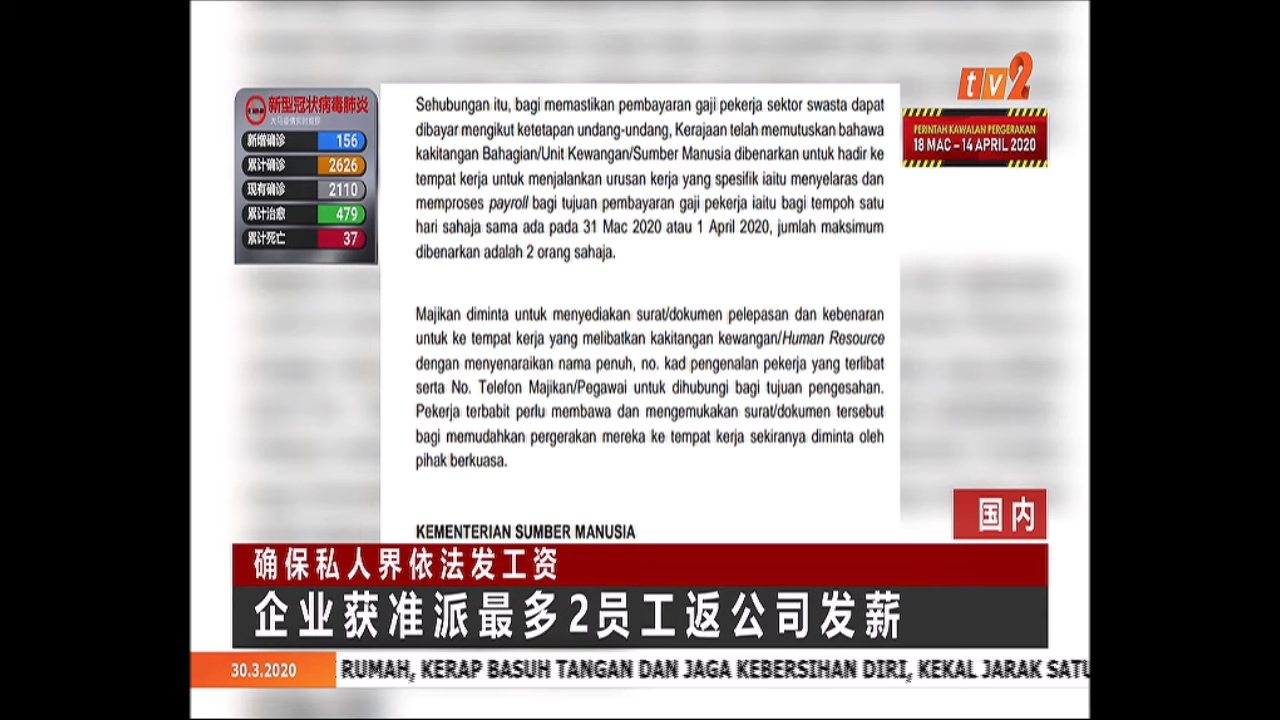 tv2
新型冠状病毒肺炎
大马疫情实时追踪
新增确诊 156
累计确诊 2626
现有确诊 2110
累计治愈 479
累计死亡 37
PERINTAH KAWALAN PERGERAKAN
18 MAC – 14 APRIL 2020
Sehubungan itu, bagi memastikan pembayaran gaji pekerja sektor swasta dapat
dibayar mengikut ketetapan undang-undang, Kerajaan telah memutuskan bahawa
kakitangan Bahagian/Unit Kewangan/Sumber Manusia dibenarkan untuk hadir ke
tempat kerja untuk menjalankan urusan kerja yang spesifik iaitu menyelaras dan
memproses payroll bagi tujuan pembayaran gaji pekerja iaitu bagi tempoh satu
hari sahaja sama ada pada 31 Mac 2020 atau 1 April 2020, jumlah maksimum
dibenarkan adalah 2 orang sahaja.
Majikan diminta untuk menyediakan surat/dokumen pelepasan dan kebenaran
untuk ke tempat kerja yang melibatkan kakitangan kewangan/Human Resource
dengan menyenaraikan nama penuh, no. kad pengenalan pekerja yang terlibat
serta No. Telefon Majikan/Pegawai untuk dihubungi bagi tujuan pengesahan.
Pekerja terbabit perlu membawa dan mengemukakan surat/dokumen tersebut
bagi memudahkan pergerakan mereka ke tempat kerja sekiranya diminta oleh
pihak berkuasa.
KEMENTERIAN SUMBER MANUSIA
国内
确保私人界依法发工资
企业获准派最多2员工返公司发薪
30.3.2020 RUMAH, KERAP BASUH TANGAN DAN JAGA KEBERSIHAN DIRI, KEKAL JARAK SATU